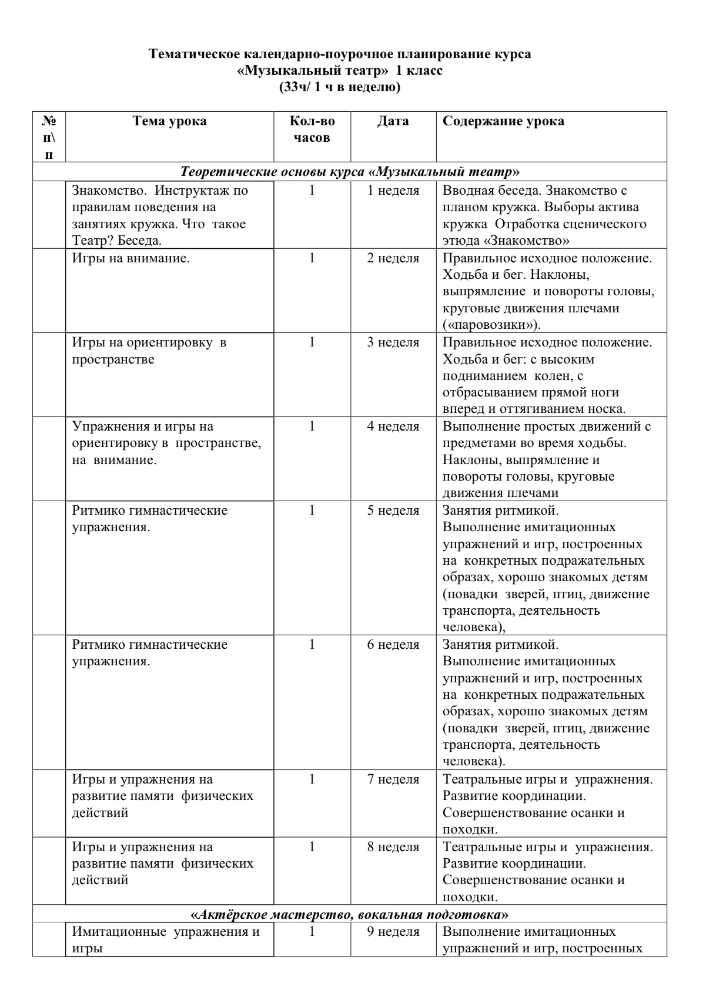 Тематическое календарно-поурочное планирование курса
«Музыкальный театр» 1 класс
(33ч/ 1 ч в неделю)
№
п\
п
Тема урока
Кол-во
часов
Дата
Содержание урока
Теоретические основы курса «Музыкальный театр»
Знакомство. Инструктаж по
правилам поведения на
занятиях кружка. Что такое
Театр? Беседа.
1
1 неделя
Вводная беседа. Знакомство с
планом кружка. Выборы актива
кружка Отработка сценического
этюда «Знакомство»
Игры на внимание.
1
2 неделя
Правильное исходное положение.
Ходьба и бег. Наклоны,
выпрямление и повороты головы,
круговые движения плечами
(«паровозики»).
Игры на ориентировку в
пространстве
1
3 неделя
Правильное исходное положение.
Ходьба и бег: с высоким
подниманием колен, с
отбрасыванием прямой ноги
вперед и оттягиванием носка.
Упражнения и игры на
ориентировку в пространстве,
на внимание.
1
4 неделя
Выполнение простых движений с
предметами во время ходьбы.
Наклоны, выпрямление и
повороты головы, круговые
движения плечами
Ритмико гимнастические
упражнения.
1
5 неделя
Занятия ритмикой.
Выполнение имитационных
упражнений и игр, построенных
на конкретных подражательных
образах, хорошо знакомых детям
(повадки зверей, птиц, движение
транспорта, деятельность
человека),
Ритмико гимнастические
упражнения.
1
6 неделя
Занятия ритмикой.
Выполнение имитационных
упражнений и игр, построенных
на конкретных подражательных
образах, хорошо знакомых детям
(повадки зверей, птиц, движение
транспорта, деятельность
человека).
Игры и упражнения на
развитие памяти физических
действий
1
7 неделя
Театральные игры и упражнения.
Развитие координации.
Совершенствование осанки и
походки.
Игры и упражнения на
развитие памяти физических
действий
1
8 неделя
Театральные игры и упражнения.
Развитие координации.
Совершенствование осанки и
походки.
«Актёрское мастерство, вокальная подготовка»
Имитационные упражнения и
игры
1
9 неделя
Выполнение имитационных
упражнений и игр, построенных